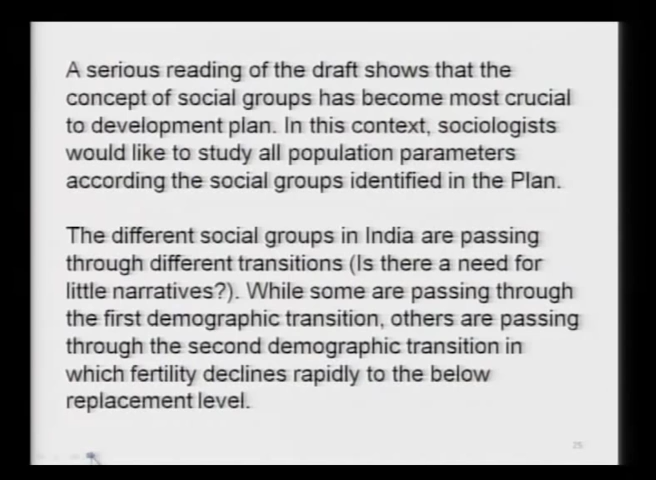 A serious reading of the draft shows that the
concept of social groups has become most crucial
to development plan. In this context, sociologists
would like to study all population parameters
according the social groups identified in the Plan.
The different social groups in India are passing
through different transitions (Is there a need for
little narratives?). While some are passing through
the first demographic transition, others are passing
through the second demographic transition in
which fertility declines rapidly to the below
replacement level.
25